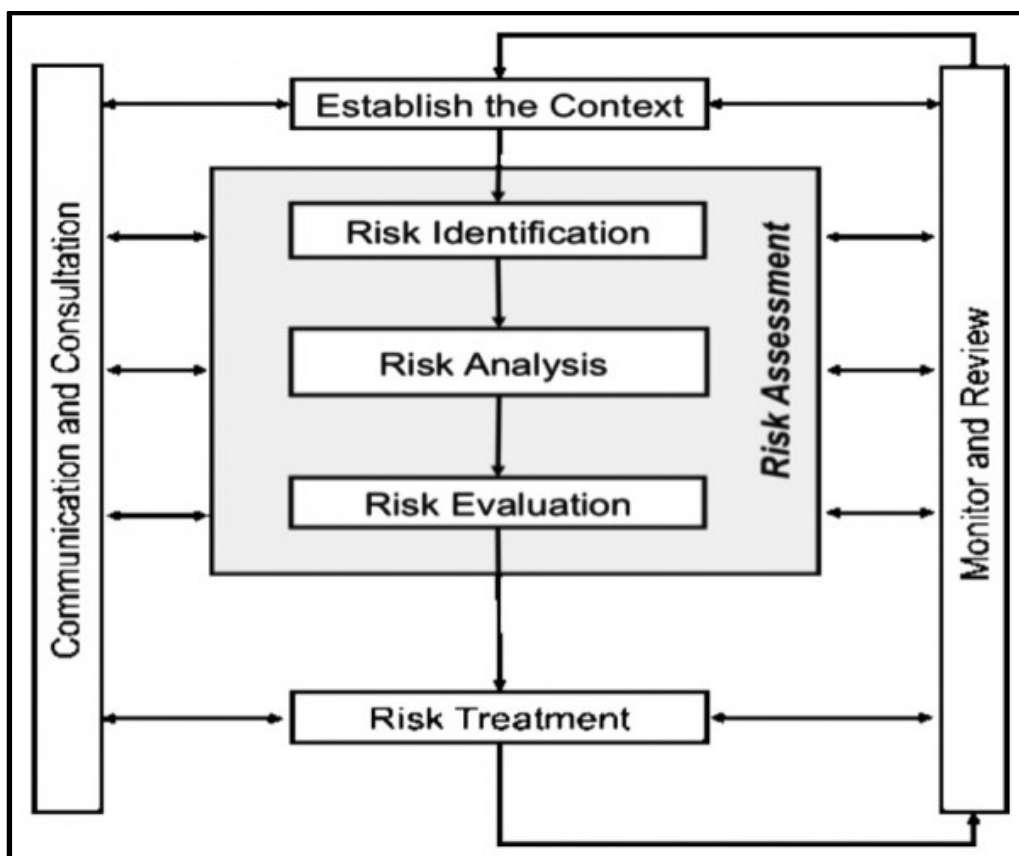 Establish the Context
Communication and Consultation
Risk Identification
Risk Analysis
Risk Evaluation
Risk Assessment
Monitor and Review
Risk Treatment